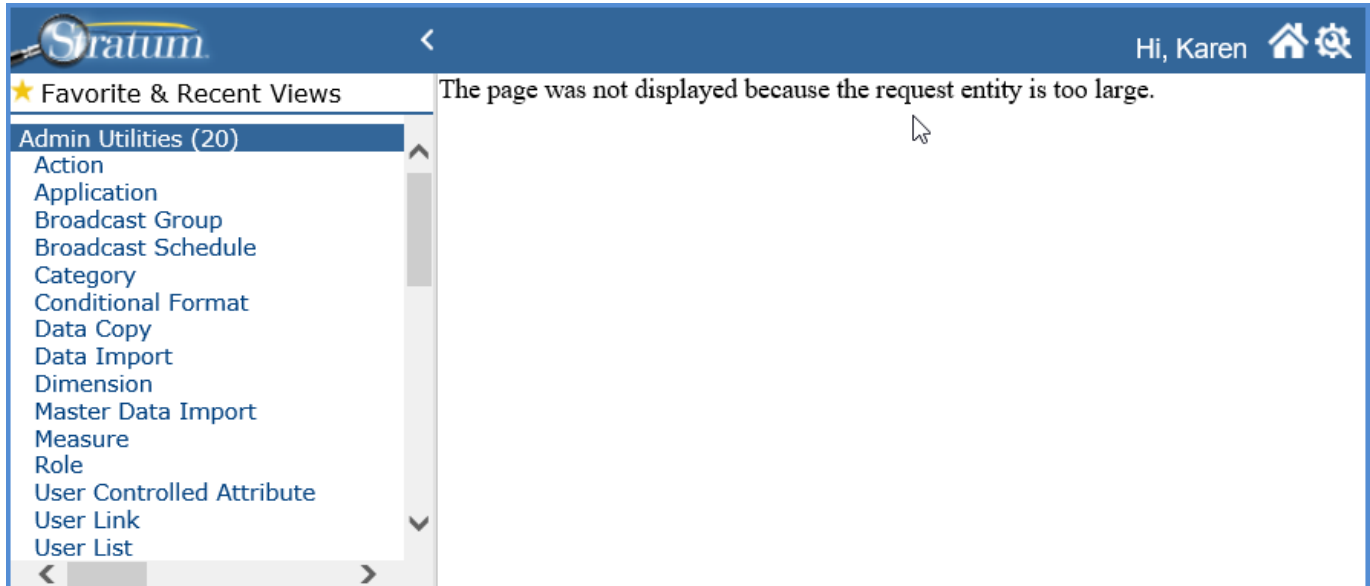 Stratum
Hi, Karen
Favorite & Recent Views
The page was not displayed because the request entity is too large.
Admin Utilities (20)
Action
Application
Broadcast Group
Broadcast Schedule
Category
Conditional Format
Data Copy
Data Import
Dimension
Master Data Import
Measure
Role
User Controlled Attribute
User Link
User List